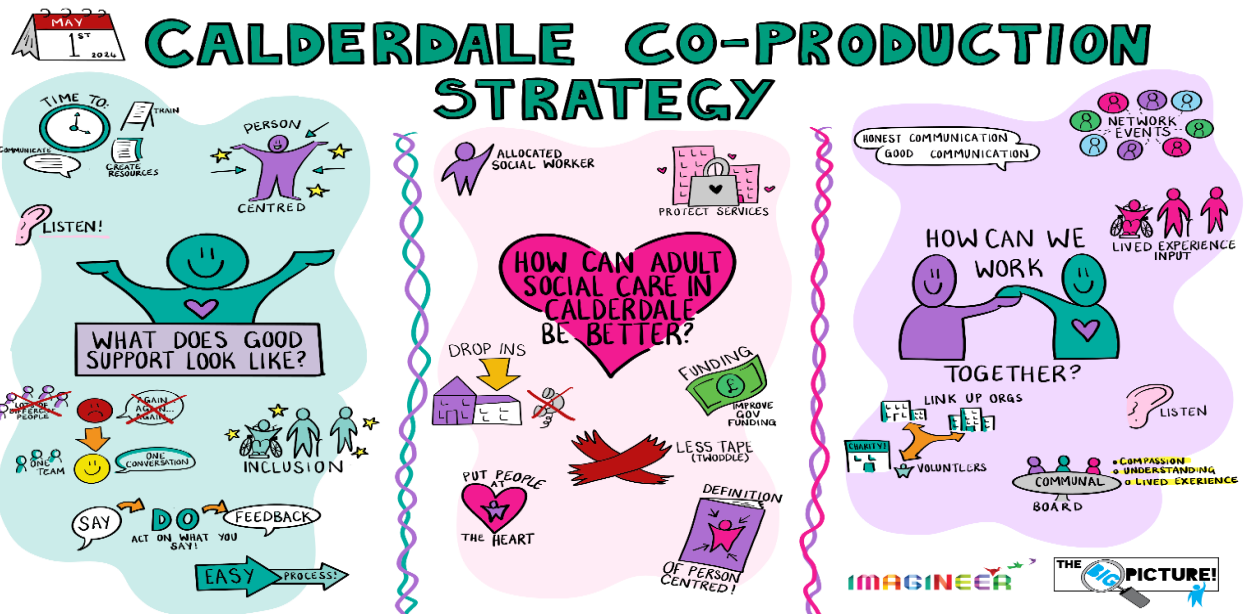 MAY
1ST
2024
CALDERDALE CO-PRODUCTION
STRATEGY
TIME TO:
TRAIN
COMMUNICATE
CREATE
RESOURCES
PERSON
CENTRED
LISTEN!
WHAT DOES GOOD
SUPPORT LOOK LIKE?
LOTS OF
DIFFERENT
PEOPLE
AGAIN
AGAIN...
AGAIN...
ONE
TEAM
ONE
CONVERSATION
INCLUSION
SAY
DO
FEEDBACK
ACT ON WHAT YOU
SAY!
EASY
PROCESS!
ALLOCATED
SOCIAL WORKER
PROTECT SERVICES
HOW CAN ADULT
SOCIAL CARE IN
CALDERDALE
BE BETTER?
DROP INS
FUNDING
£
IMPROVE
GOV
FUNDING
LESS TAPE
(TWODDLE)
PUT PEOPLE
AT
THE HEART
DEFINITION
OF PERSON
CENTRED!
HONEST COMMUNICATION
GOOD COMMUNICATION
NETWORK
EVENTS
LIVED EXPERIENCE
INPUT
HOW CAN WE
WORK
TOGETHER?
LINK UP ORGS
CHARITY!
VOLUNTLERS
LISTEN
COMMUNAL
BOARD
• COMPASSION
• UNDERSTANDING
• LIVED EXERIENCE
IMAGINEER
THE BIG PICTURE!